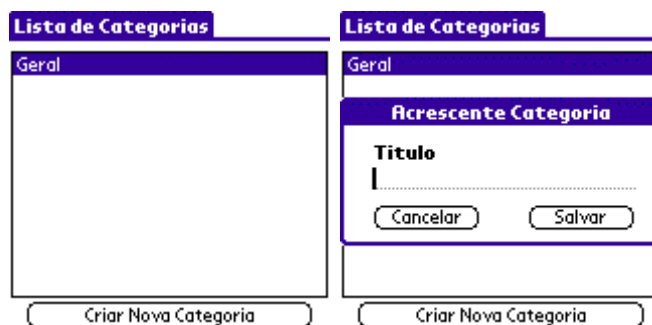 Lista de Categorias
Geral
Criar Nova Categoria
Lista de Categorias
Geral
Acrescente Categoria
Titulo
Cancelar
Salvar
Criar Nova Categoria